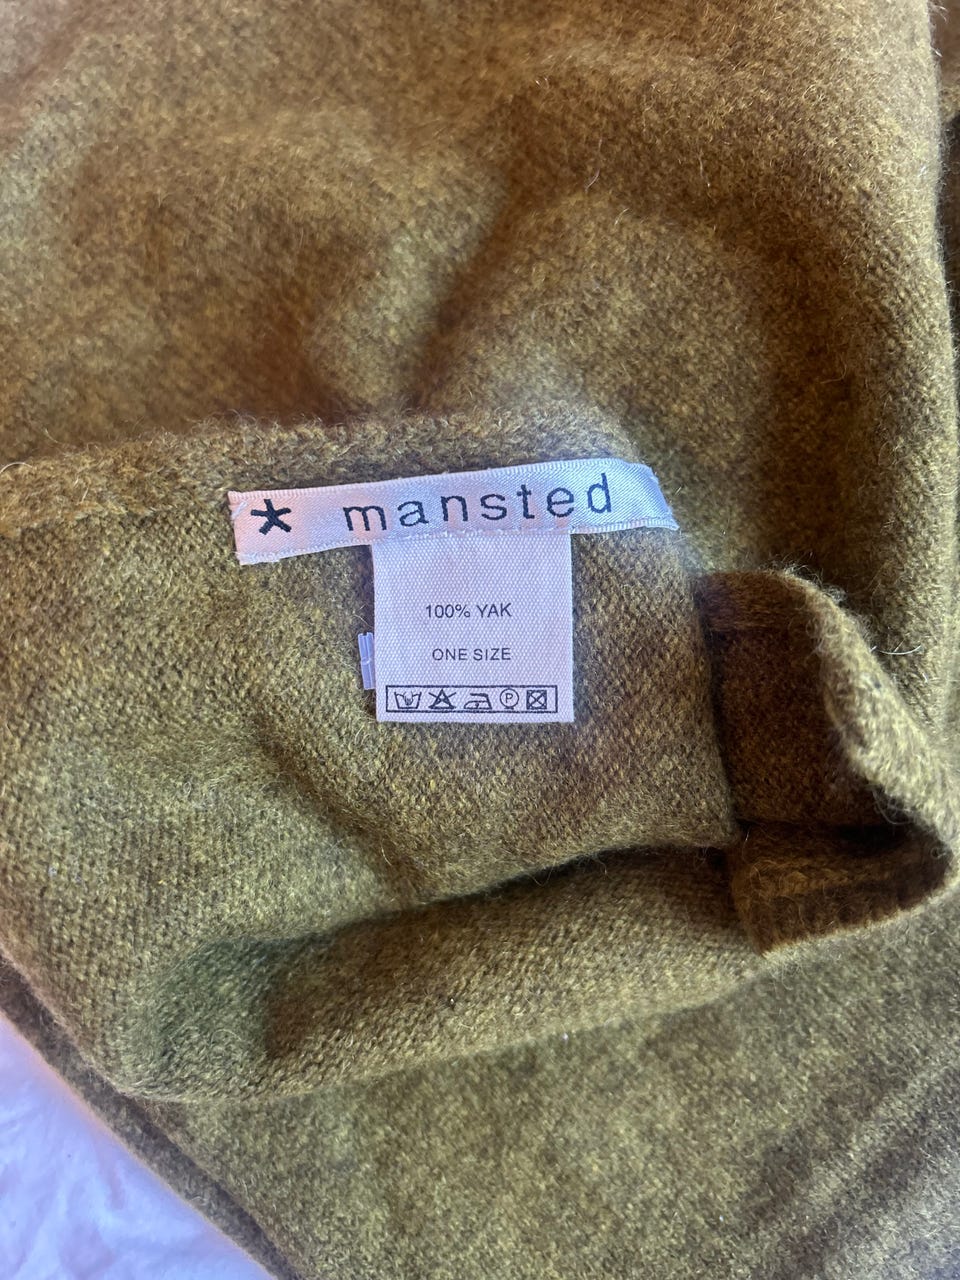 * mansted
100% YAK
ONE SIZE
P